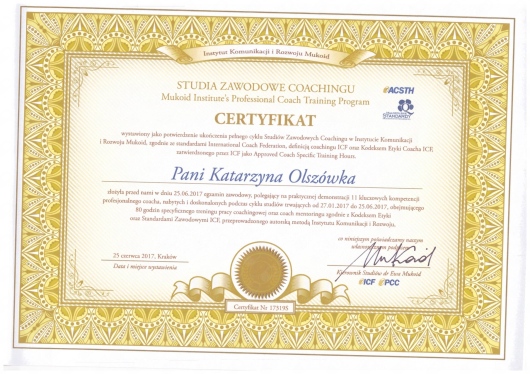 Instytut Komunikacji i Rozwoju Mukoid
STUDIA ZAWODOWE COACHINGU
Mukoid Institute's Professional Coach Training Program
ACSTH
STANDARDY
CERTYFIKAT
wystawiony jako potwierdzenie ukończenia pełnego cyklu Studiów Zawodowych Coachingu w Instytucie Komunikacji
i Rozwoju Mukoid, zgodnie ze standardami International Coach Federation, definicją coachingu ICF oraz Kodeksem Etyki Coacha ICF,
zatwierdzonego przez ICF jako Approved Coach Specific Training Hours.
Pani Katarzyna Olszówka
złożyła przed nami w dniu 25.06.2017 egzamin zawodowy, polegający na praktycznej demonstracji 11 kluczowych kompetencji
profesjonalnego coacha, nabytych i doskonalonych podczas cyklu studiów trwających od 27.01.2017 do 25.06.2017, obejmującego
80 godzin specyficznego treningu pracy coachingowej oraz coach mentoringu zgodnie z Kodeksem Etyki
oraz Standardami Zawodowymi ICF, przeprowadzonego autorską metodą Instytutu Komunikacji i Rozwoju.
co niniejszym poświadczamy naszym
własnoręcznym podpisem
25 czerwca 2017, Kraków
Data i miejsce wystawienia
Mukoid
Kierownik Studiów dr Ewa Mukoid
ICF PCC
Certyfikat Nr 175195